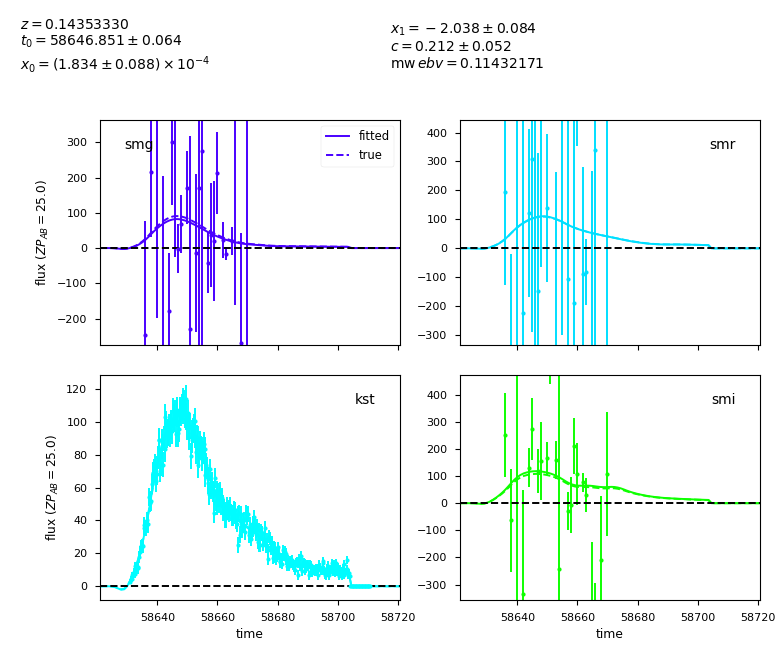 z = 0.14353330
t₀ = 58646.851 ± 0.064
x₀ = (1.834 ± 0.088) × 10⁻⁴
x₁ = −2.038 ± 0.084
c = 0.212 ± 0.052
mw ebv = 0.11432171
smg
fitted
true
300
200
100
0
−100
−200
flux (ZP_AB = 25.0)
smr
400
300
200
100
0
−100
−200
−300
kst
120
100
80
60
40
20
0
flux (ZP_AB = 25.0)
58640
58660
58680
58700
58720
time
smi
400
300
200
100
0
−100
−200
−300
58640
58660
58680
58700
58720
time